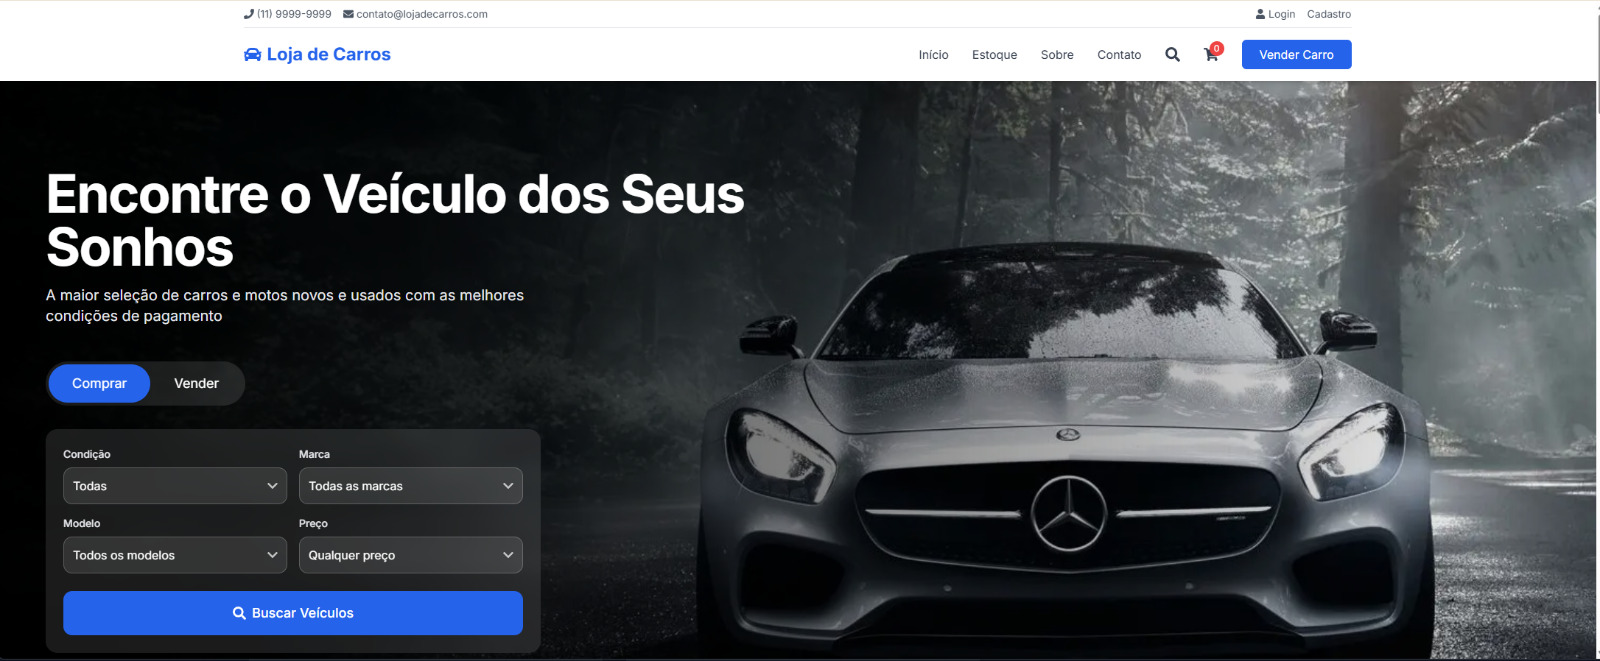 (11) 9999-9999 contato@lojadecarros.com Login Cadastro
Loja de Carros Início Estoque Sobre Contato 0 Vender Carro
Encontre o Veículo dos Seus
Sonhos
A maior seleção de carros e motos novos e usados com as melhores
condições de pagamento
Comprar Vender
Condição Marca
Todas Todas as marcas
Modelo Preço
Todos os modelos Qualquer preço
Buscar Veículos